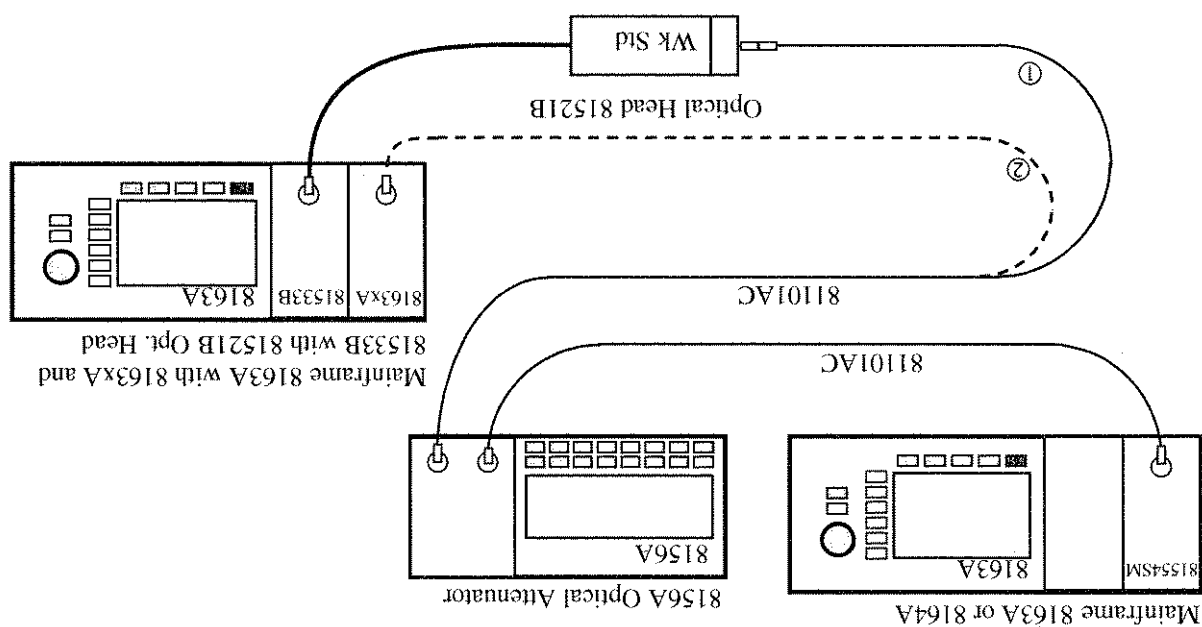 Mainframe 8163A or 8164A
81554SM
8163A
8156A Optical Attenuator
8156A
81101AC
81101AC
Mainframe 8163A with 8163xA and
81533B with 81521B Opt. Head
8163xA
81533B
8163A
②
Optical Head 81521B
①
Wk Std